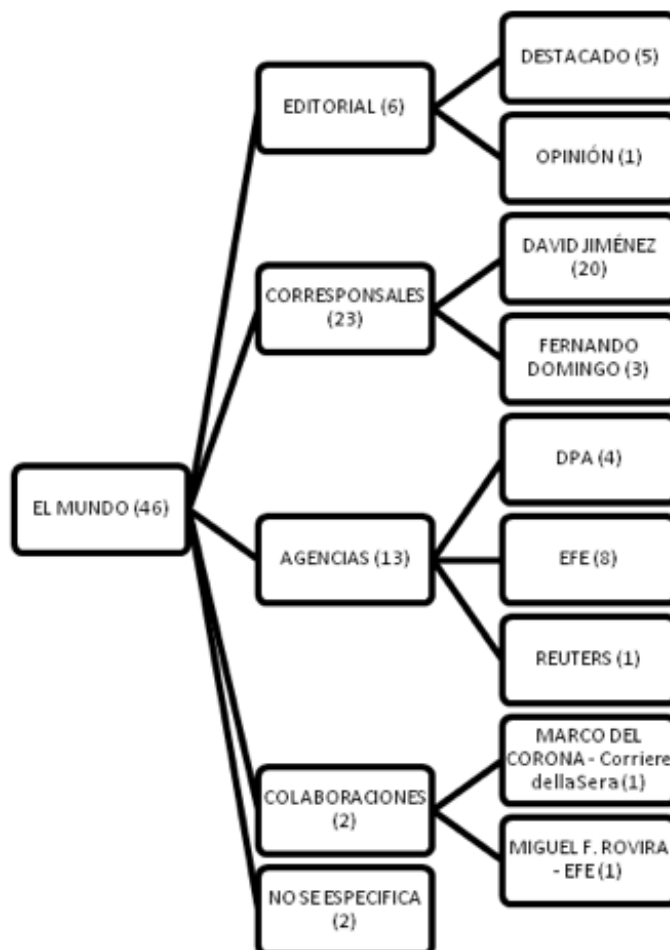 DESTACADO (5)
EDITORIAL (6)
OPINIÓN (1)
DAVID JIMÉNEZ
(20)
CORRESPONSALES
(23)
FERNANDO
DOMINGO (3)
DPA (4)
EL MUNDO (46)
AGENCIAS (13)
EFE (8)
REUTERS (1)
MARCO DEL
CORONA - Corriere
dellaSera (1)
COLABORACIONES
(2)
MIGUEL F. ROVIRA
- EFE (1)
NO SE ESPECIFICA
(2)